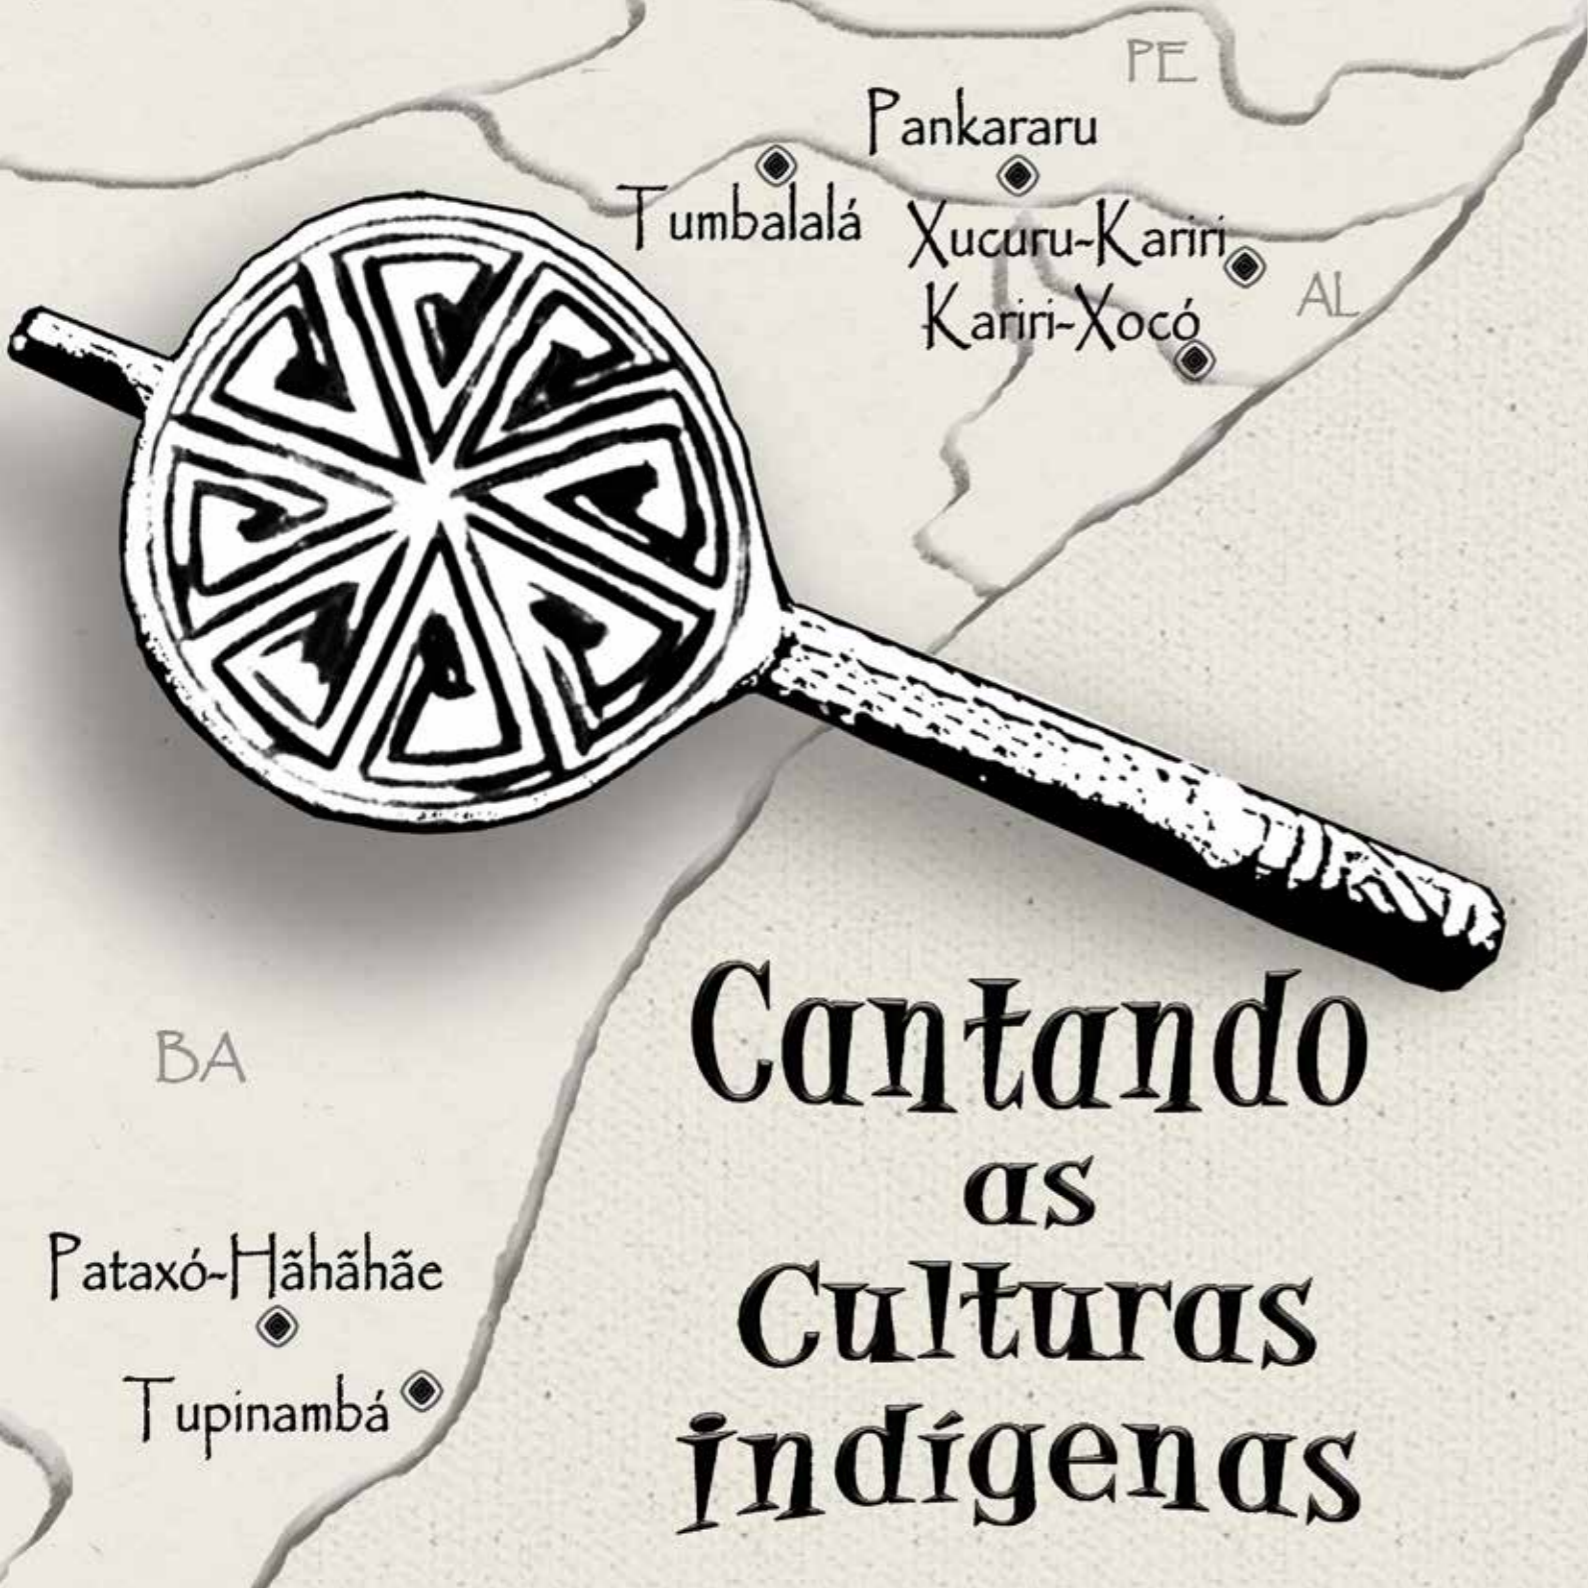 PE
Pankararu
Tumbalalá
Xucuru-Kariri
AL
Kariri-Xocó
BA
Pataxó-Hãhãhãe
Tupinambá
Cantando
as
Culturas
indígenas